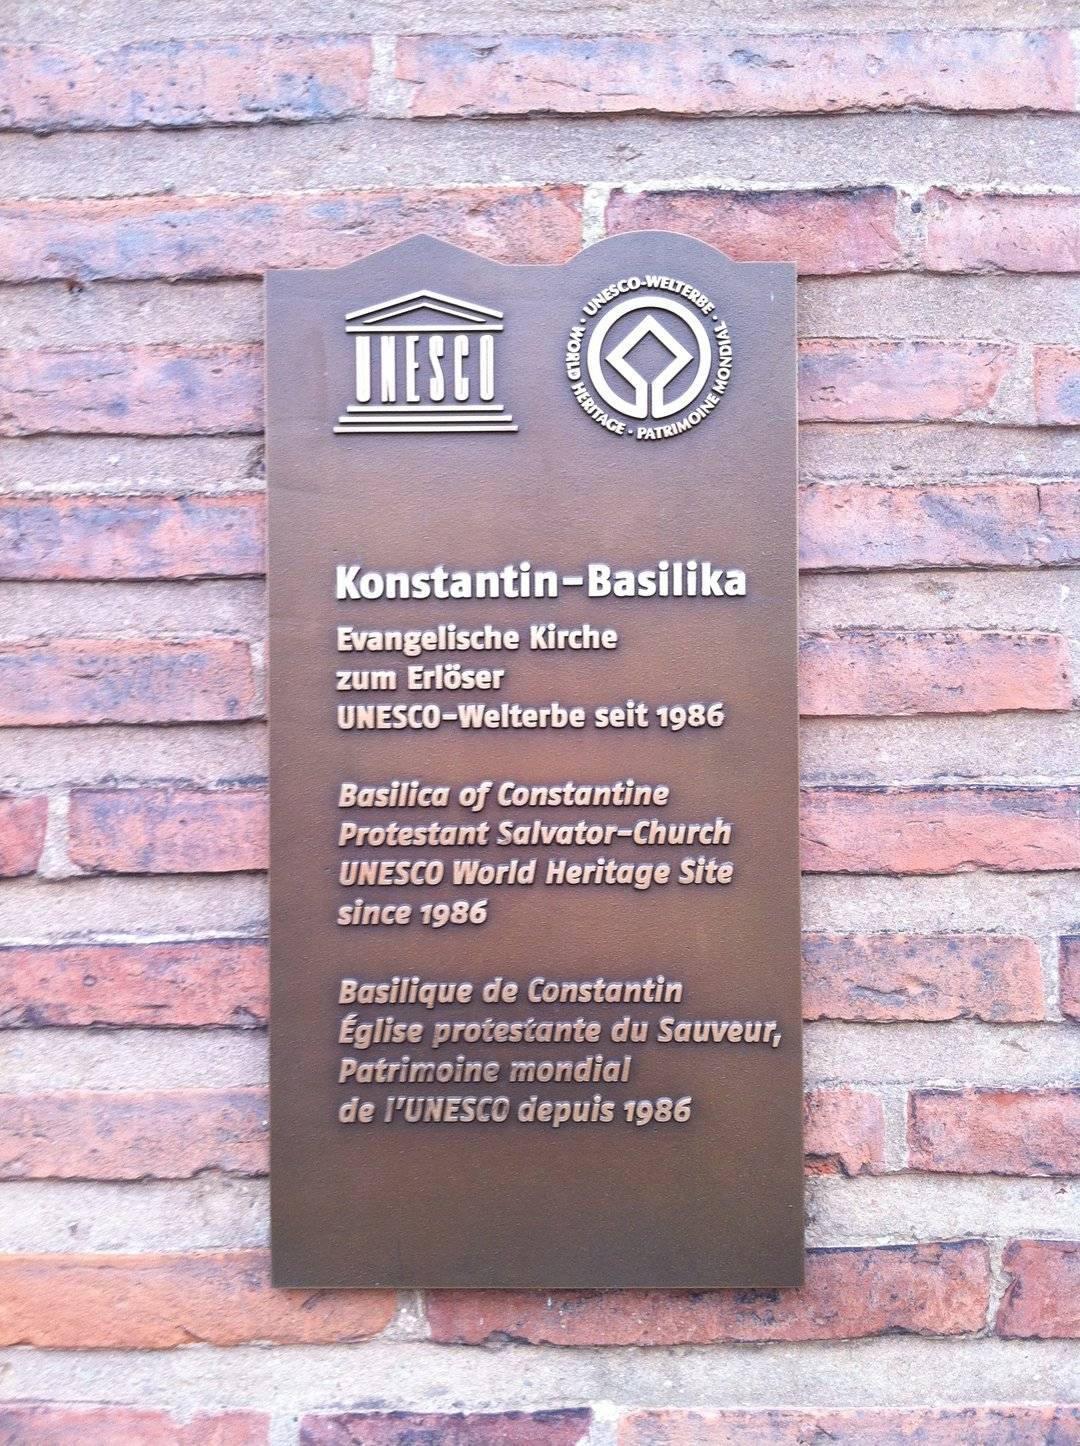 UNESCO
UNESCO-WELTERBE · WORLD HERITAGE · PATRIMOINE MONDIAL ·
Konstantin-Basilika
Evangelische Kirche
zum Erlöser
UNESCO-Welterbe seit 1986
Basilica of Constantine
Protestant Salvator-Church
UNESCO World Heritage Site
since 1986
Basilique de Constantin
Église protestante du Sauveur,
Patrimoine mondial
de l'UNESCO depuis 1986